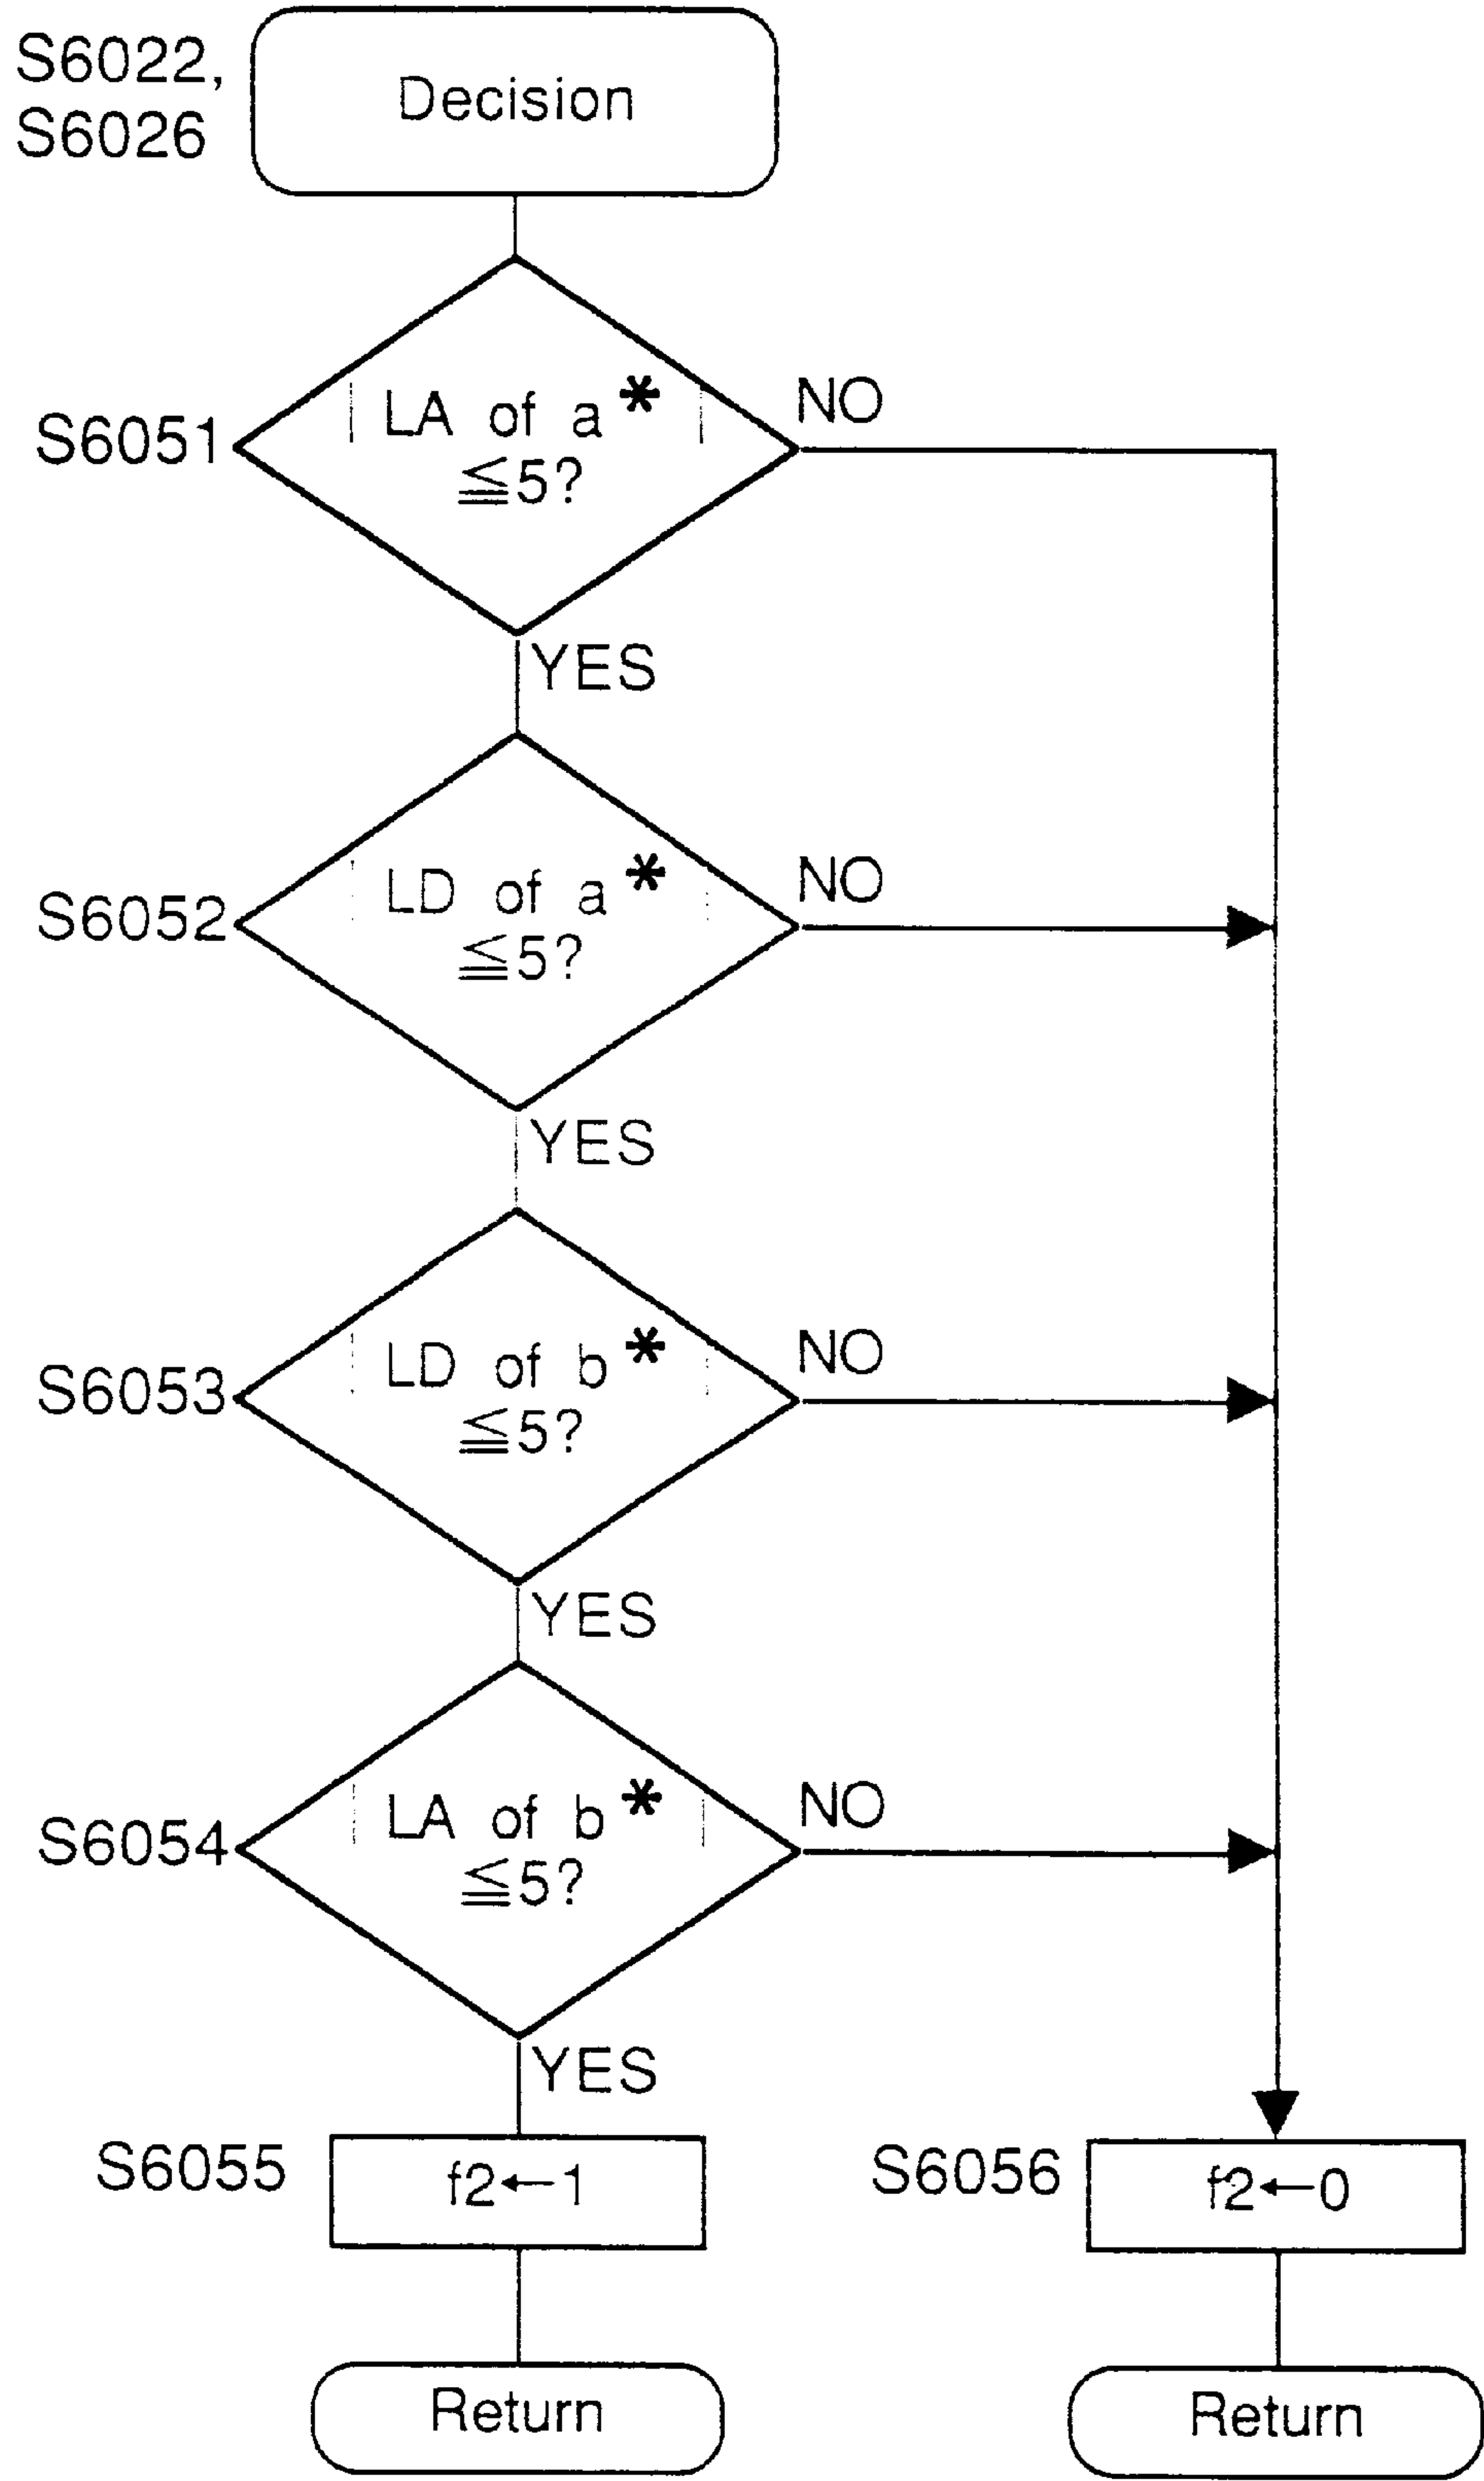 S6022,
S6026
Decision
S6051
| LA of a* |
≦5?
NO
YES
S6052
| LD of a* |
≦5?
NO
YES
S6053
| LD of b* |
≦5?
NO
YES
S6054
| LA of b* |
≦5?
NO
YES
S6055
f2←1
S6056
f2←0
Return
Return